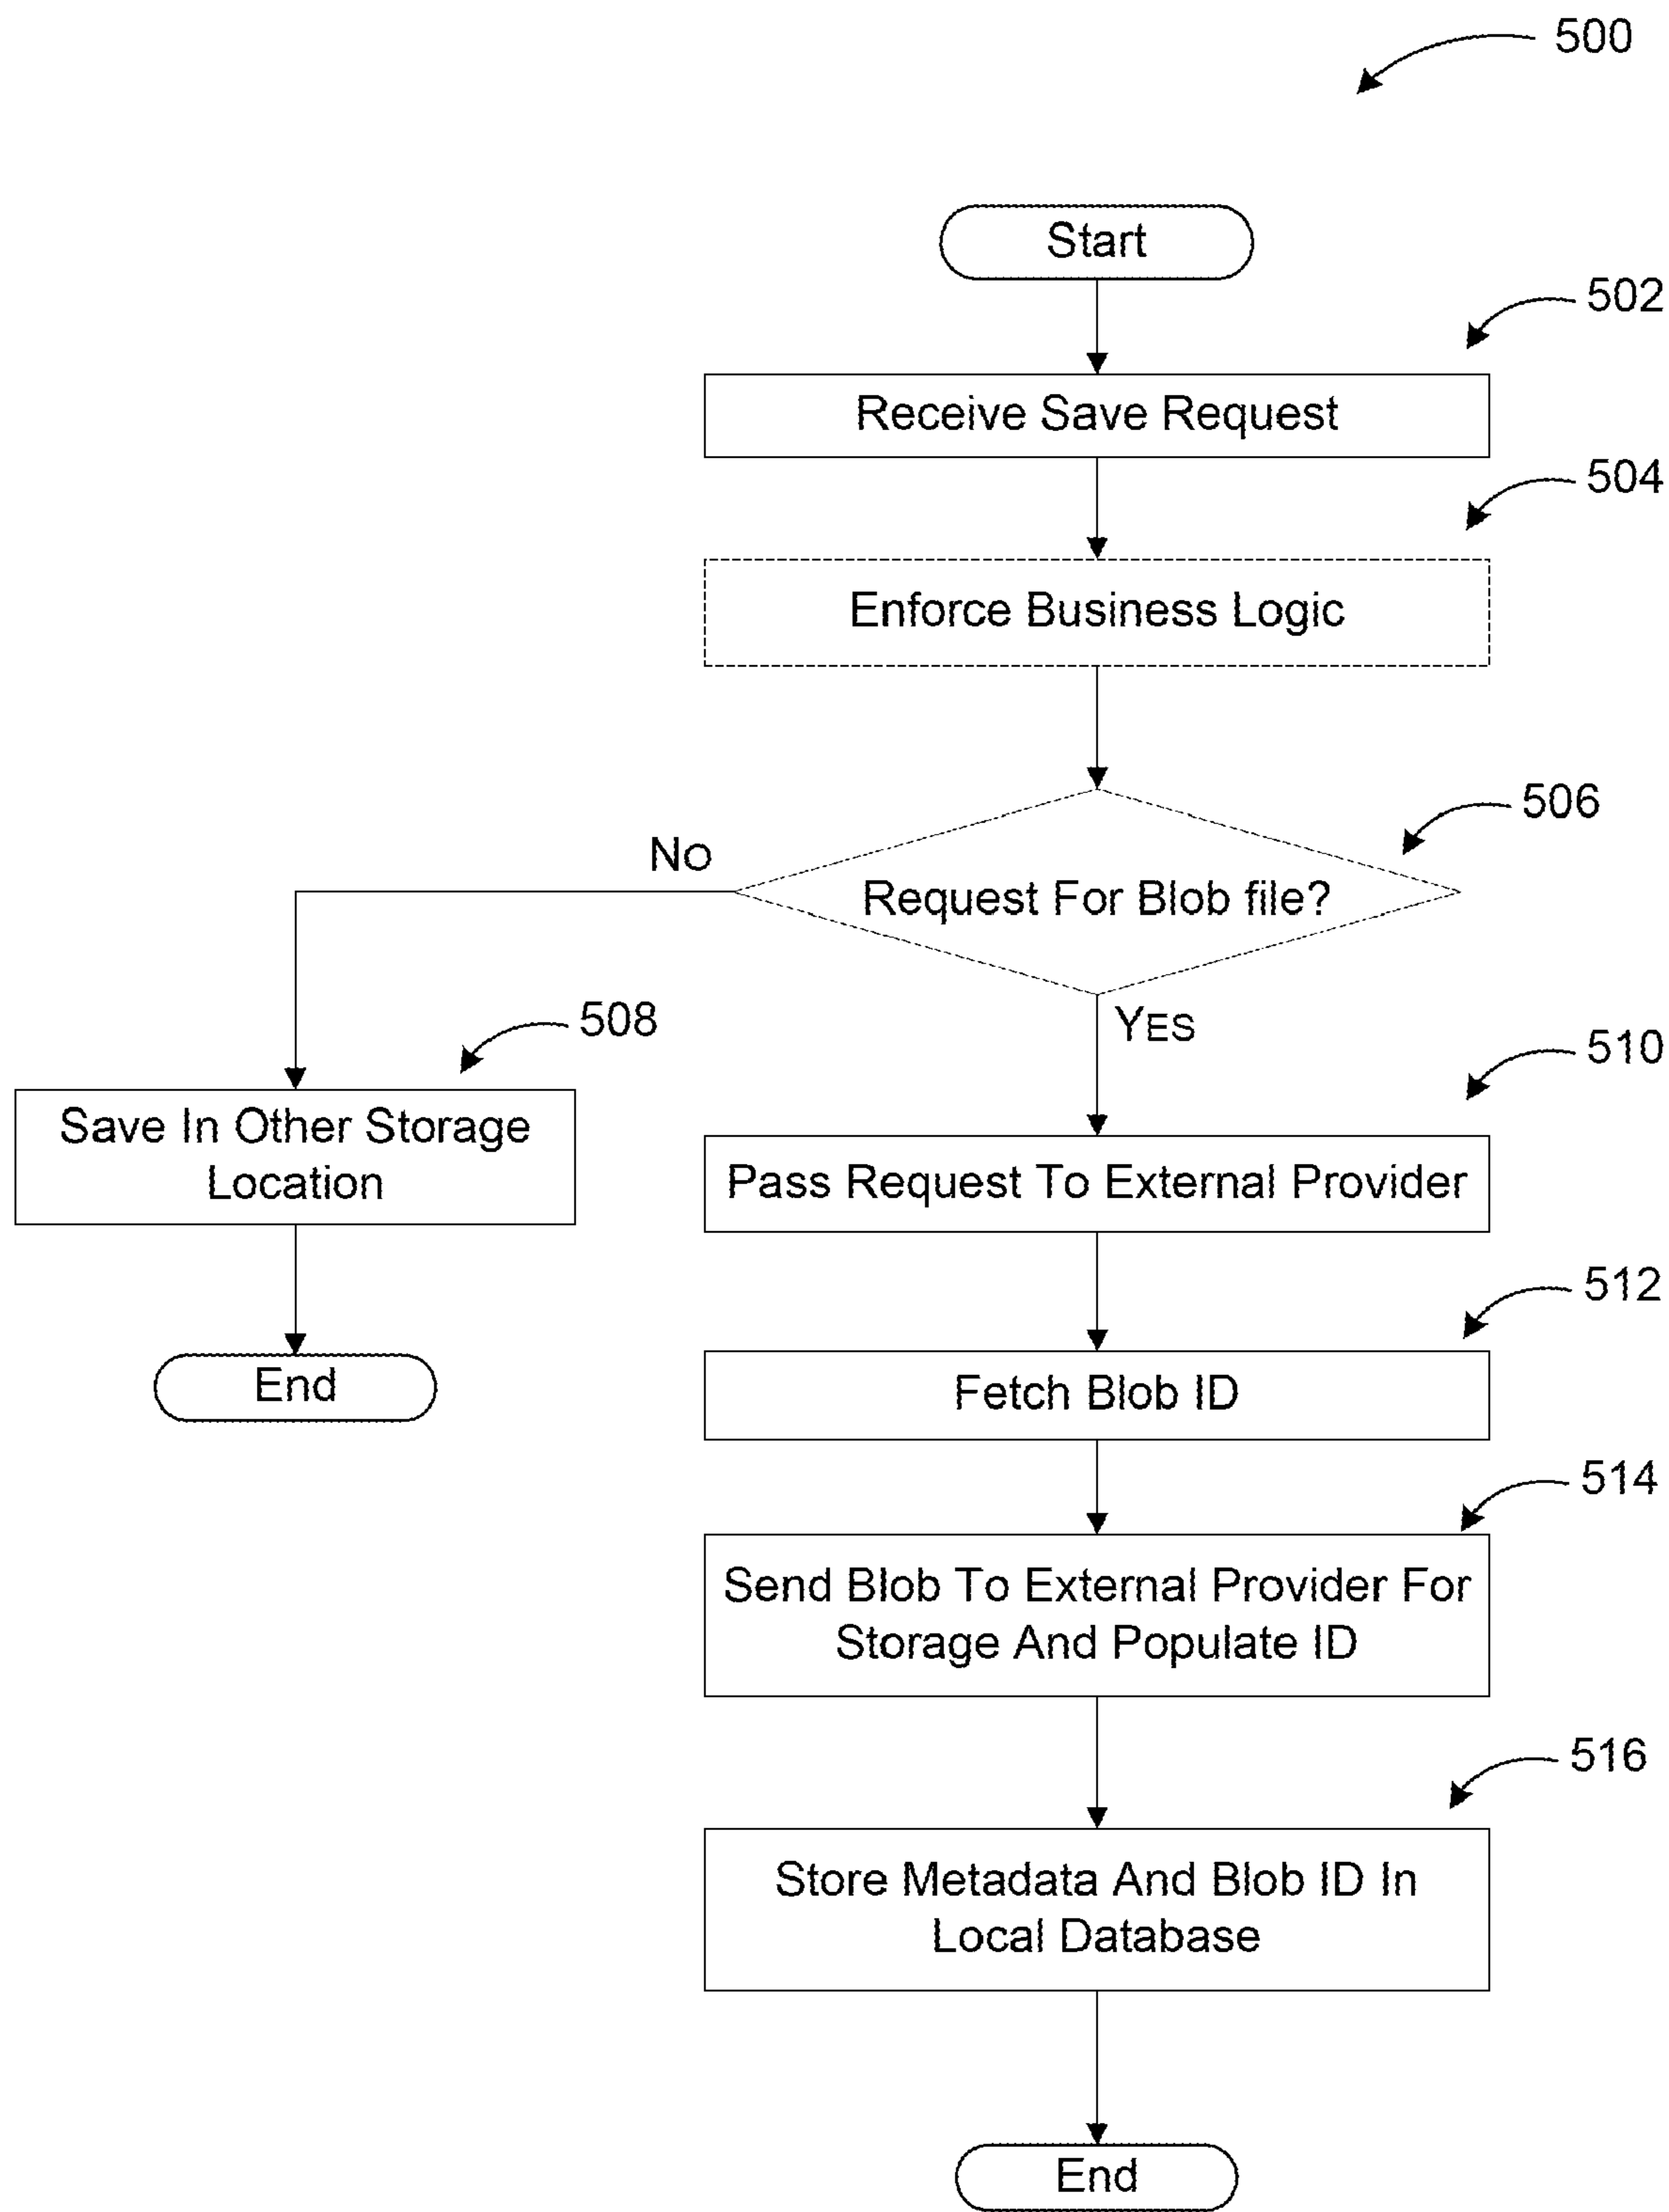 500
Start
502
Receive Save Request
504
Enforce Business Logic
506
No
Request For Blob file?
508
Yes
510
Save In Other Storage
Location
Pass Request To External Provider
512
End
Fetch Blob ID
514
Send Blob To External Provider For
Storage And Populate ID
516
Store Metadata And Blob ID In
Local Database
End